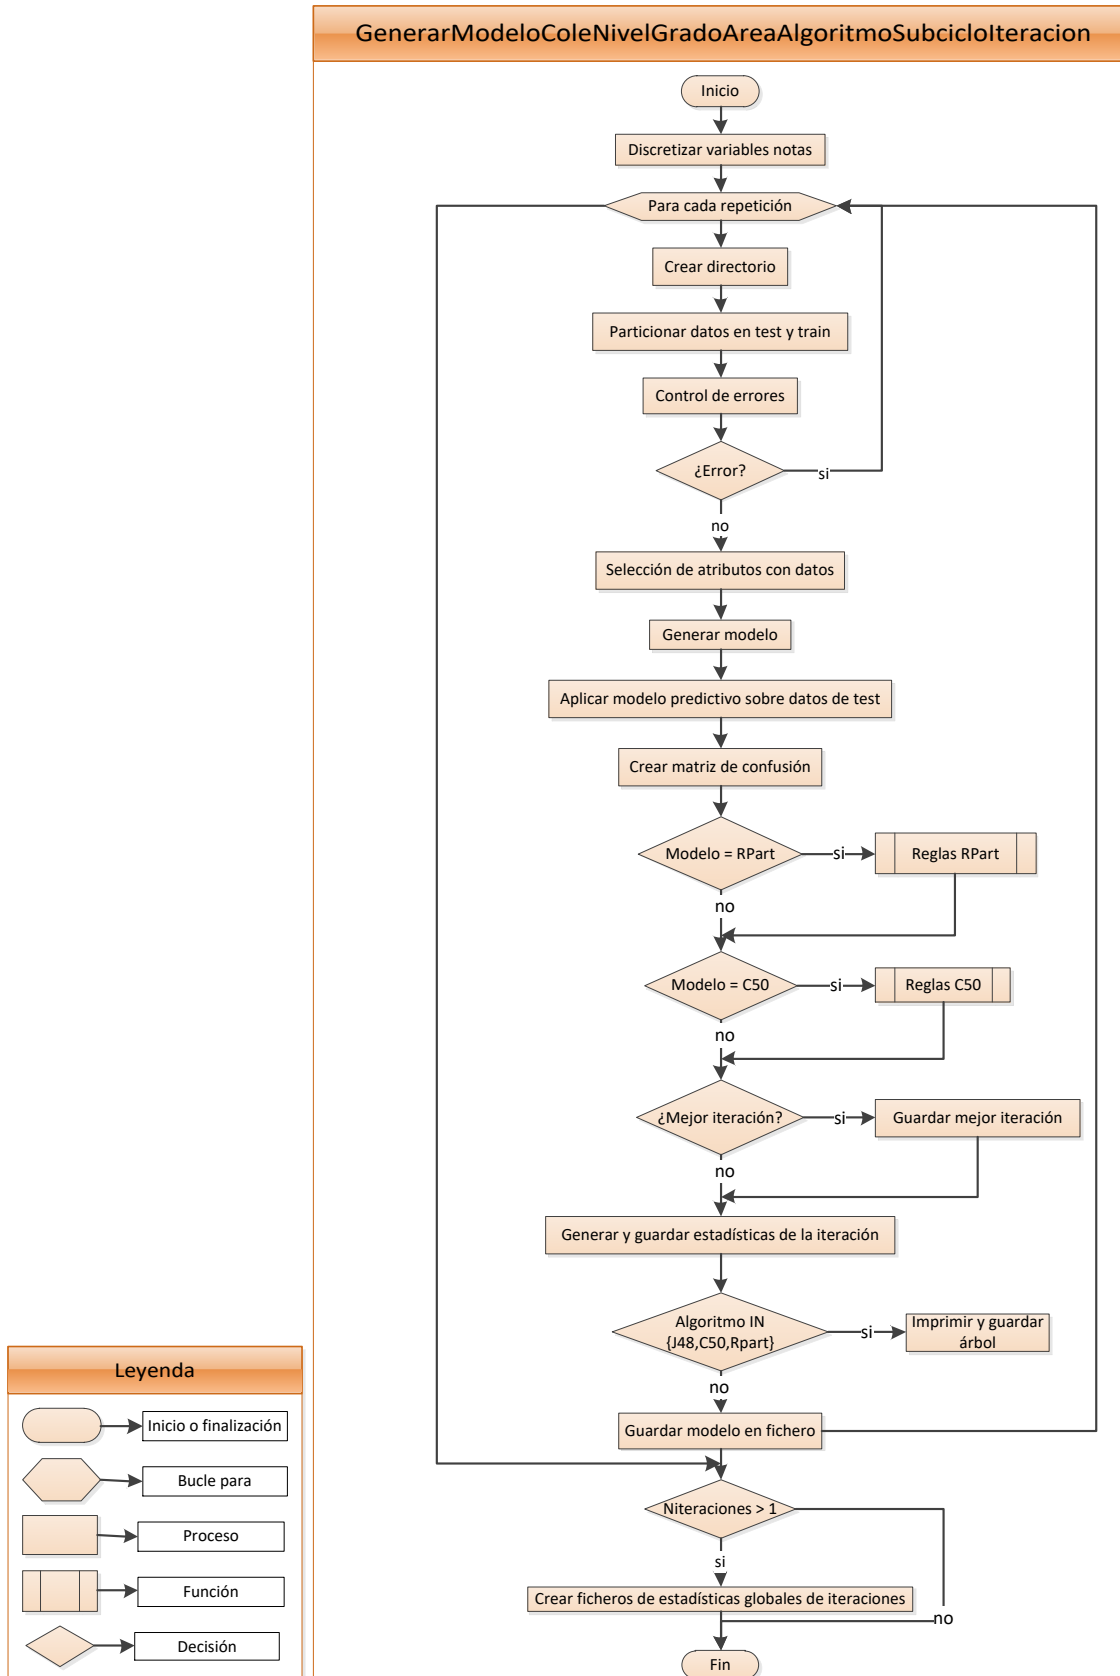 GenerarModeloColeNivelGradoAreaAlgoritmoSubcicloIteracion
Inicio
Discretizar variables notas
Para cada repetición
Crear directorio
Particionar datos en test y train
Control de errores
¿Error?
si
no
Selección de atributos con datos
Generar modelo
Aplicar modelo predictivo sobre datos de test
Crear matriz de confusión
Modelo = RPart
si
Reglas RPart
no
Modelo = C50
si
Reglas C50
no
¿Mejor iteración?
si
Guardar mejor iteración
no
Generar y guardar estadísticas de la iteración
Algoritmo IN
{J48,C50,Rpart}
si
Imprimir y guardar
árbol
no
Guardar modelo en fichero
Niteraciones > 1
si
Crear ficheros de estadísticas globales de iteraciones
no
Fin
Leyenda
Inicio o finalización
Bucle para
Proceso
Función
Decisión